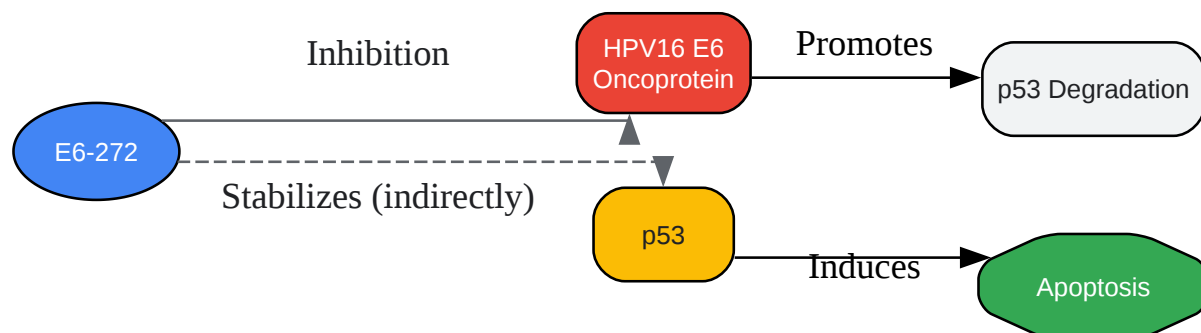 Inhibition
HPV16 E6
Oncoprotein
Promotes
p53 Degradation
E6-272
Stabilizes (indirectly)
p53
Induces
Apoptosis